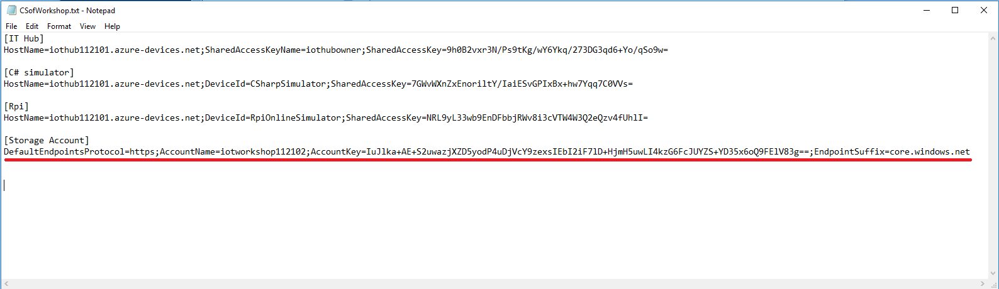 CSofWorkshop.txt - Notepad
File Edit Format View Help
[IT Hub]
HostName=iothub112101.azure-devices.net;SharedAccessKeyName=iothubowner;SharedAccessKey=9h0B2vxr3N/Ps9tKg/wY6Ykq/273DG3qd6+Yo/qSo9w=
[C# simulator]
HostName=iothub112101.azure-devices.net;DeviceId=CSharpSimulator;SharedAccessKey=7GWvWXnZxEnoriltY/IaiESvGPIxBx+hw7Yqq7C0VVs=
[Rpi]
HostName=iothub112101.azure-devices.net;DeviceId=RpiOnlineSimulator;SharedAccessKey=NRL9yL33wb9EnDFbbjRWv8i3cVTW4W3Q2eQzv4fUhlI=
[Storage Account]
DefaultEndpointsProtocol=https;AccountName=iotworkshop112102;AccountKey=IuJlka+AE+S2uwazjXZD5yodP4uDjVcY9zexsIEbI2iF7lD+HjmH5uwLI4kzG6FcJUYZS+YD35x6oQ9FElV83g==;EndpointSuffix=core.windows.net